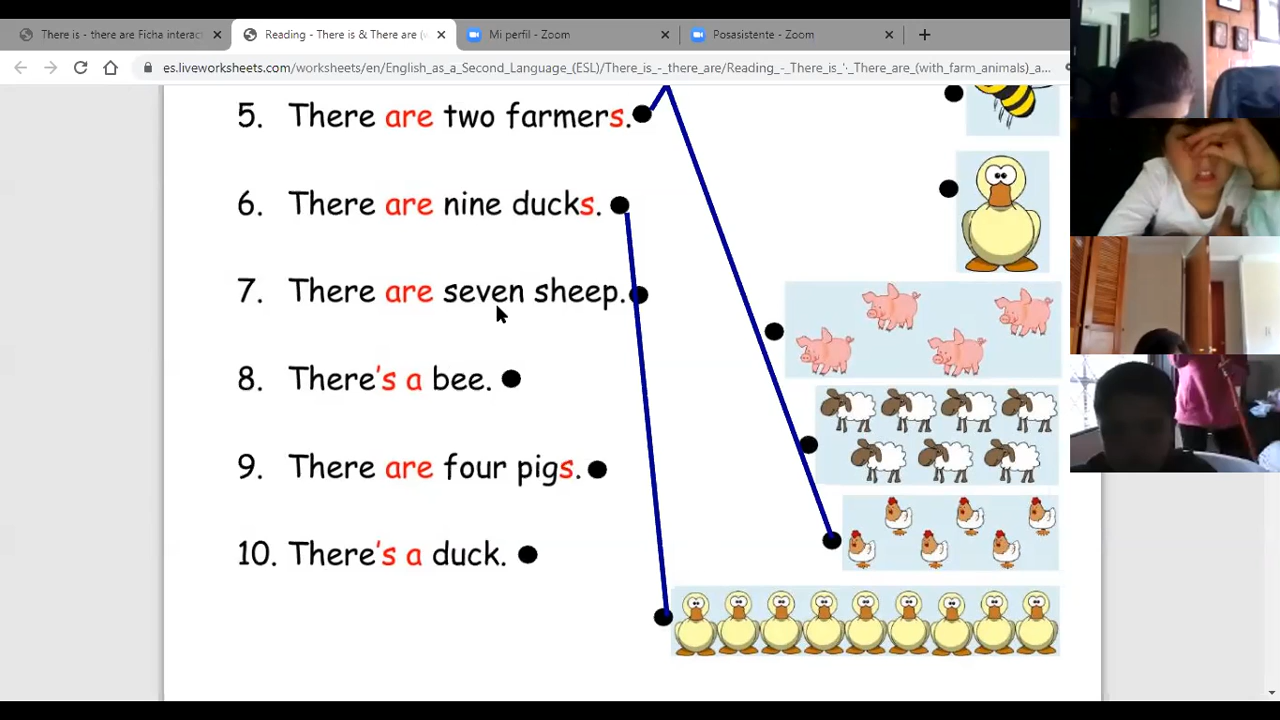 There is - there are Ficha interac
Reading - There is & There are (
Mi perfil - Zoom
Posasistente - Zoom
es.liveworksheets.com/worksheets/en/English_as_a_Second_Language_(ESL)/There_is_-_there_are/Reading_-_There_is_'-_There_are_(with_farm_animals)_a...
5. There are two farmers.
6. There are nine ducks.
7. There are seven sheep.
8. There's a bee.
9. There are four pigs.
10. There's a duck.